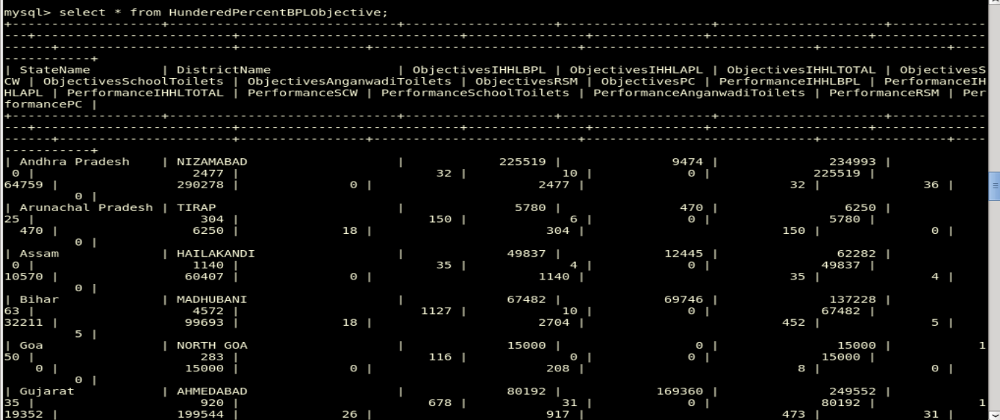 mysql> select * from HunderedPercentBPLObjective;
+--------------------+------------------------------+-------------------+-------------------+---------------------+------------
---+-------------------------+-----------------------------+---------------+--------------+--------------------+--------------
-----+----------------------+----------------+--------------------------+-----------------------------+----------------+----
-----------+
| StateName | DistrictName | ObjectivesIHHLBPL | ObjectivesIHHLAPL | ObjectivesIHHLTOTAL | ObjectivesS
CW | ObjectivesSchoolToilets | ObjectivesAnganwadiToilets | ObjectivesRSM | ObjectivesPC | PerformanceIHHLBPL | PerformanceIH
HLAPL | PerformanceIHHLTOTAL | PerformanceSCW | PerformanceSchoolToilets | PerformanceAnganwadiToilets | PerformanceRSM | Per
formancePC |
+--------------------+------------------------------+-------------------+-------------------+---------------------+------------
---+-------------------------+-----------------------------+---------------+--------------+--------------------+--------------
-----+----------------------+----------------+--------------------------+-----------------------------+----------------+----
-----------+
| Andhra Pradesh | NIZAMABAD | 225519 | 9474 | 234993 |
0 | 2477 | 32 | 10 | 0 | 225519 |
64759 | 290278 | 0 | 2477 | 32 | 36 |
0 |
| Arunachal Pradesh | TIRAP | 5780 | 470 | 6250 |
25 | 304 | 150 | 6 | 0 | 5780 |
470 | 6250 | 18 | 304 | 150 | 0 |
0 |
| Assam | HAILAKANDI | 49837 | 12445 | 62282 |
0 | 1140 | 35 | 4 | 0 | 49837 |
10570 | 60407 | 0 | 1140 | 35 | 4 |
0 |
| Bihar | MADHUBANI | 67482 | 69746 | 137228 |
63 | 4572 | 1127 | 10 | 0 | 67482 |
32211 | 99693 | 18 | 2704 | 452 | 5 |
5 |
| Goa | NORTH GOA | 15000 | 0 | 15000 | 1
50 | 283 | 116 | 0 | 0 | 15000 |
0 | 15000 | 0 | 208 | 8 | 0 |
0 |
| Gujarat | AHMEDABAD | 80192 | 169360 | 249552 |
35 | 920 | 678 | 31 | 0 | 80192 | 1
19352 | 199544 | 26 | 917 | 473 | 31 |